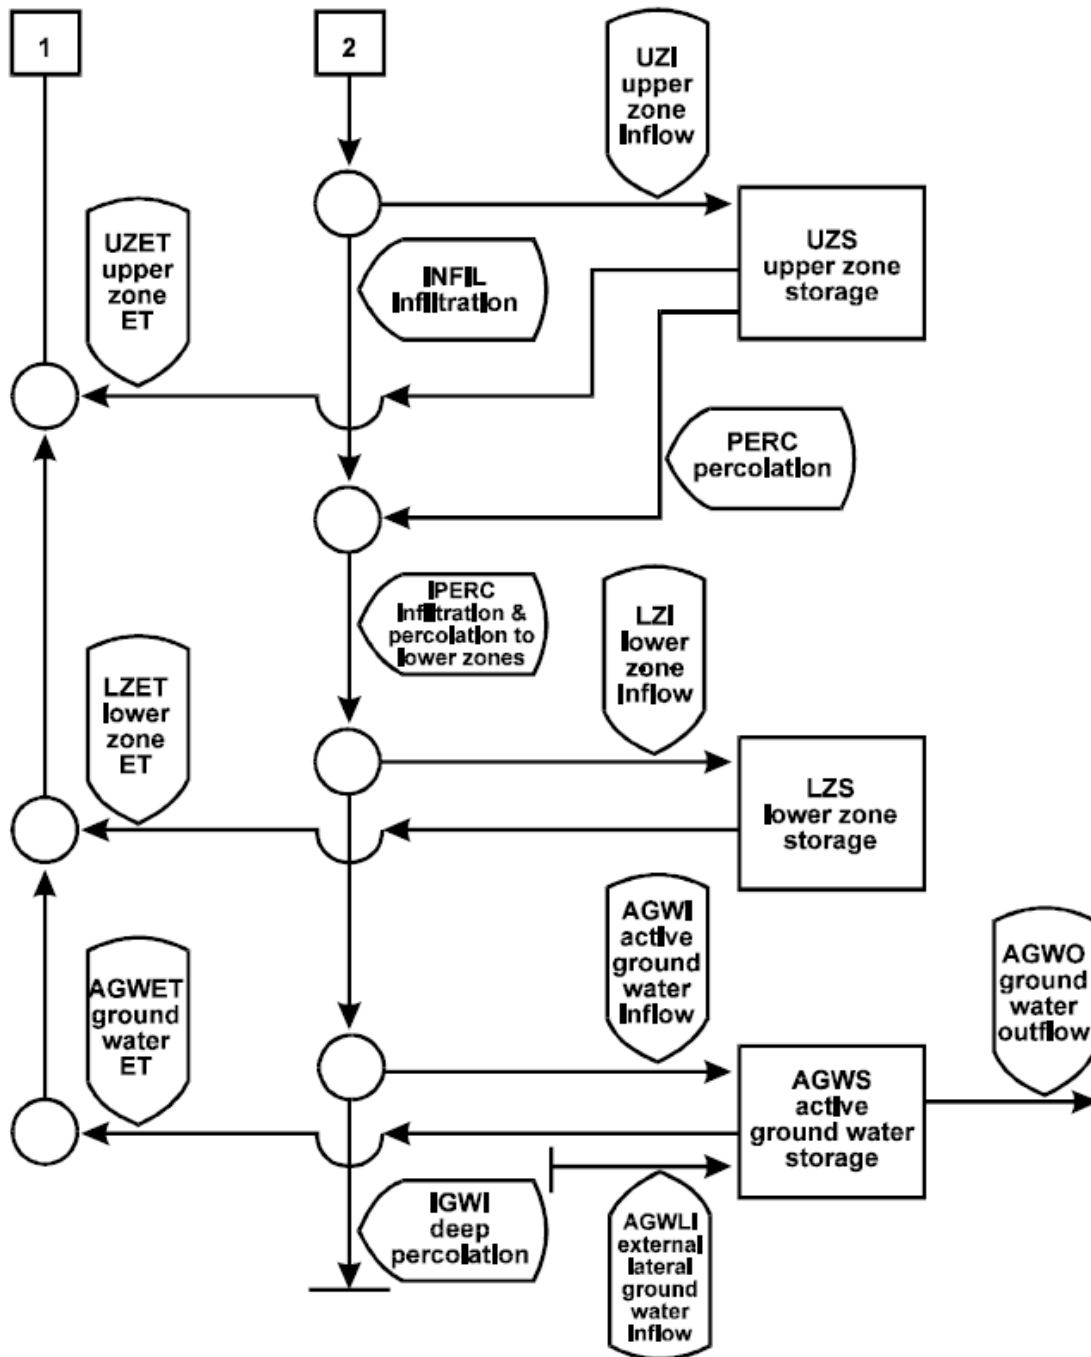 1
2
UZI
upper
zone
Inflow
UZET
upper
zone
ET
INFIL
Infiltration
UZS
upper zone
storage
PERC
percolation
IPERC
Infiltration &
percolation to
lower zones
LZI
lower
zone
Inflow
LZET
lower
zone
ET
LZS
lower zone
storage
AGWI
active
ground
water
Inflow
AGWET
ground
water
ET
AGWO
ground
water
outflow
AGWS
active
ground water
storage
IGWI
deep
percolation
AGWLI
external
lateral
ground
water
Inflow